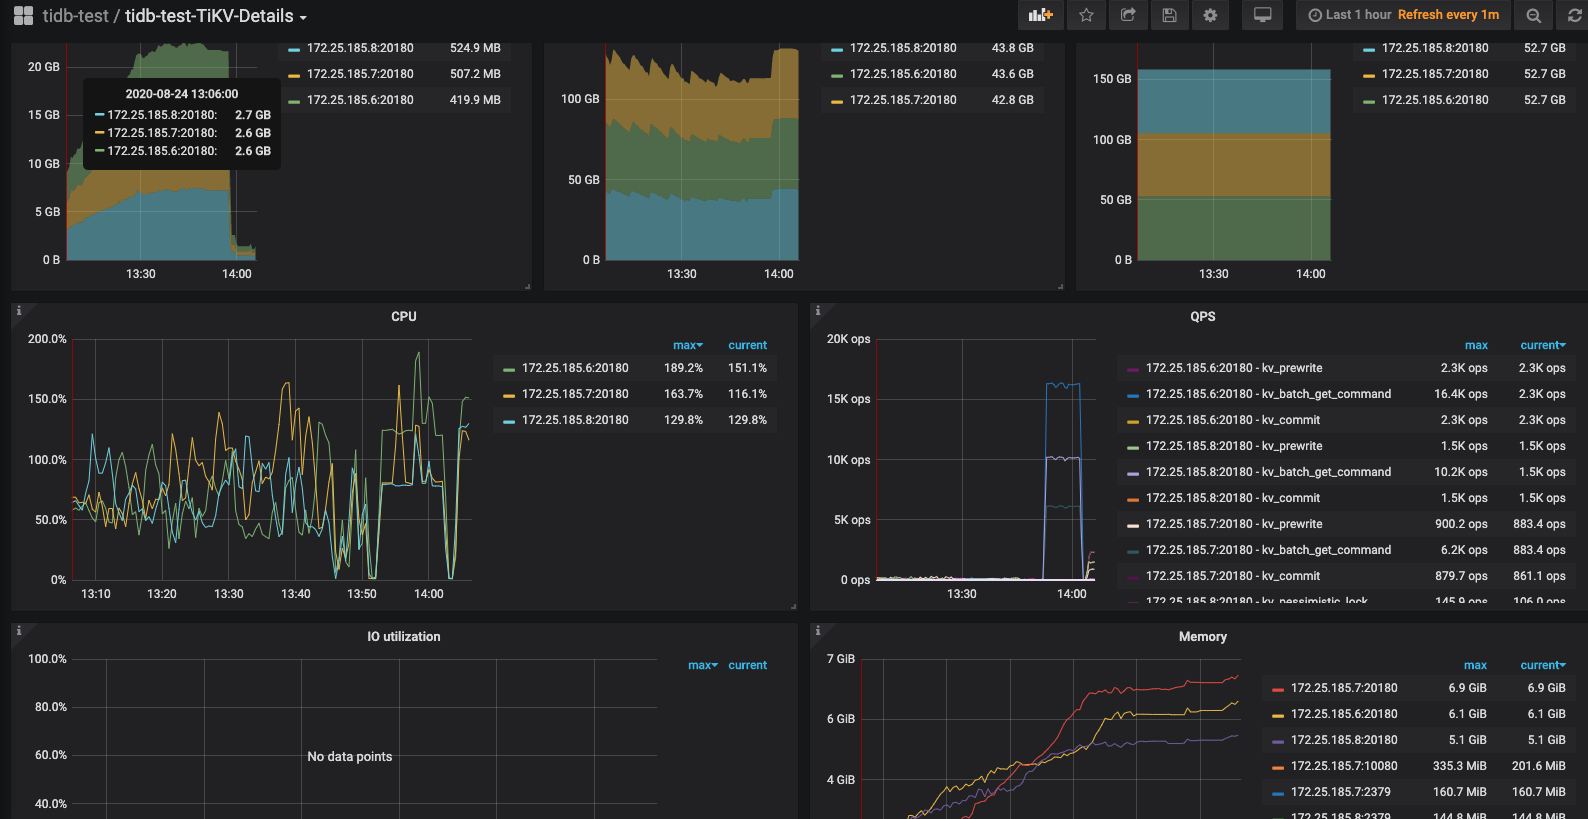 tidb-test / tidb-test-TiKV-Details
Last 1 hour Refresh every 1m
20 GB
15 GB
10 GB
5 GB
0 B
13:30
14:00
2020-08-24 13:06:00
172.25.185.8:20180: 2.7 GB
172.25.185.7:20180: 2.6 GB
172.25.185.6:20180: 2.6 GB
172.25.185.8:20180 524.9 MB
172.25.185.7:20180 507.2 MB
172.25.185.6:20180 419.9 MB
100 GB
50 GB
0 B
13:30
14:00
172.25.185.8:20180 43.8 GB
172.25.185.6:20180 43.6 GB
172.25.185.7:20180 42.8 GB
150 GB
100 GB
50 GB
0 B
13:30
14:00
172.25.185.8:20180 52.7 GB
172.25.185.7:20180 52.7 GB
172.25.185.6:20180 52.7 GB
CPU
200.0%
150.0%
100.0%
50.0%
0%
13:10
13:20
13:30
13:40
13:50
14:00
max current
172.25.185.6:20180 189.2% 151.1%
172.25.185.7:20180 163.7% 116.1%
172.25.185.8:20180 129.8% 129.8%
QPS
20K ops
15K ops
10K ops
5K ops
0 ops
13:30
14:00
max current
172.25.185.6:20180 - kv_prewrite 2.3K ops 2.3K ops
172.25.185.6:20180 - kv_batch_get_command 16.4K ops 2.3K ops
172.25.185.6:20180 - kv_commit 2.3K ops 2.3K ops
172.25.185.8:20180 - kv_prewrite 1.5K ops 1.5K ops
172.25.185.8:20180 - kv_batch_get_command 10.2K ops 1.5K ops
172.25.185.8:20180 - kv_commit 1.5K ops 1.5K ops
172.25.185.7:20180 - kv_prewrite 900.2 ops 883.4 ops
172.25.185.7:20180 - kv_batch_get_command 6.2K ops 883.4 ops
172.25.185.7:20180 - kv_commit 879.7 ops 861.1 ops
172.25.185.8:20180 - kv_pessimistic_lock 145.9 ops 106.0 ops
IO utilization
100.0%
80.0%
60.0%
40.0%
No data points
max current
Memory
7 GiB
6 GiB
4 GiB
max current
172.25.185.7:20180 6.9 GiB 6.9 GiB
172.25.185.6:20180 6.1 GiB 6.1 GiB
172.25.185.8:20180 5.1 GiB 5.1 GiB
172.25.185.7:10080 335.3 MiB 201.6 MiB
172.25.185.7:2379 160.7 MiB 160.7 MiB
172.25.185.8:2379 144.8 MiB 144.8 MiB